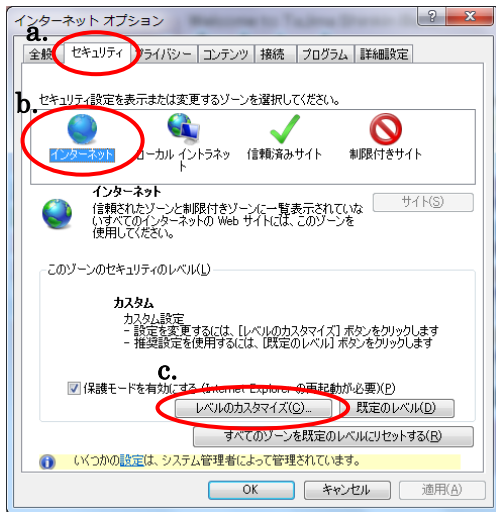 インターネット オプション
a.
全般 セキュリティ プライバシー コンテンツ 接続 プログラム 詳細設定
b.
セキュリティ設定を表示または変更するゾーンを選択してください。
インターネット ローカル イントラネット 信頼済みサイト 制限付きサイト
インターネット
サイト(S)
信頼されたゾーンと制限付きゾーンに一覧表示されていな
いすべてのインターネットの Web サイトには、このゾーンを
使用してください。
このゾーンのセキュリティのレベル(L)
カスタム
カスタム設定
- 設定を変更するには、[レベルのカスタマイズ] ボタンをクリックします
- 推奨設定を使用するには、[既定のレベル] ボタンをクリックします
c.
保護モードを有効にする (Internet Explorer の再起動が必要)(P)
レベルのカスタマイズ(C)... 既定のレベル(D)
すべてのゾーンを既定のレベルにリセットする(R)
いくつかの設定は、システム管理者によって管理されています。
OK キャンセル 適用(A)